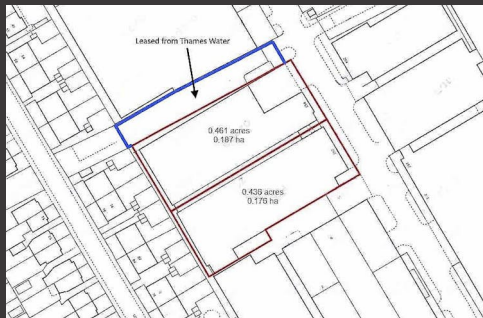 Leased from Thames Water
0.461 acres
0.187 ha
0.436 acres
0.176 ha